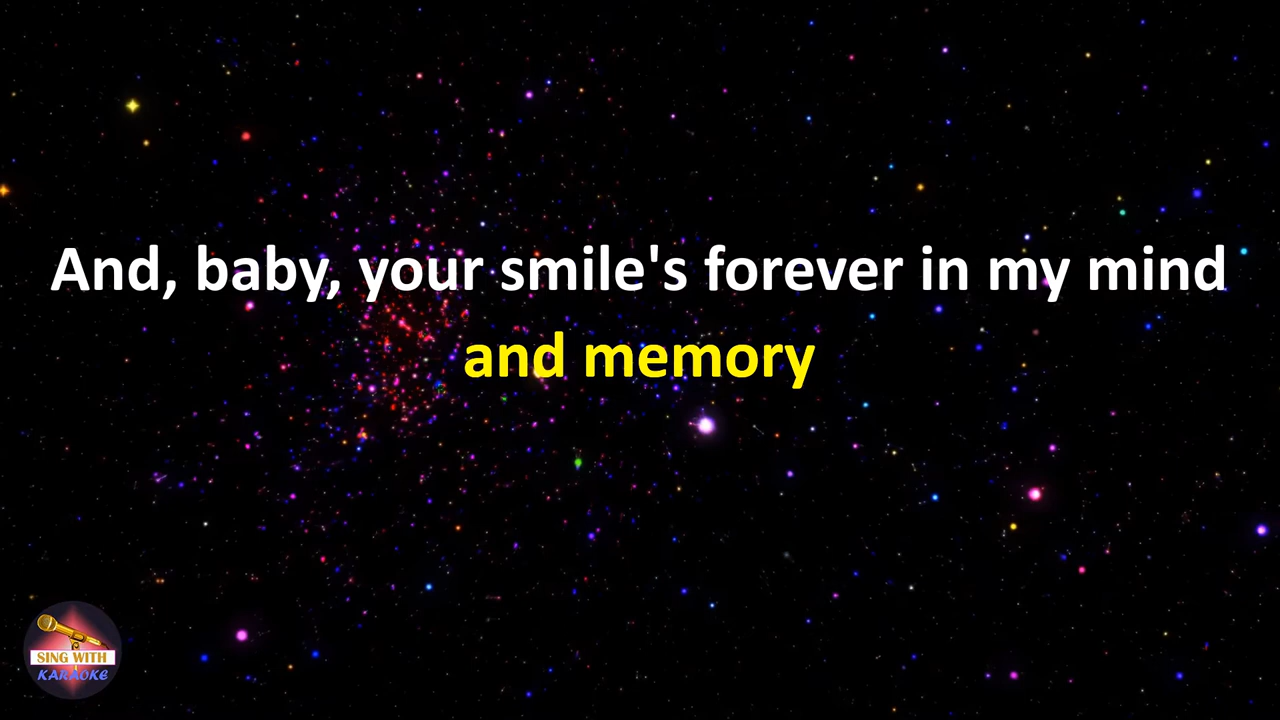 And, baby, your smile's forever in my mind
and memory
SING WITH
KARAOKE